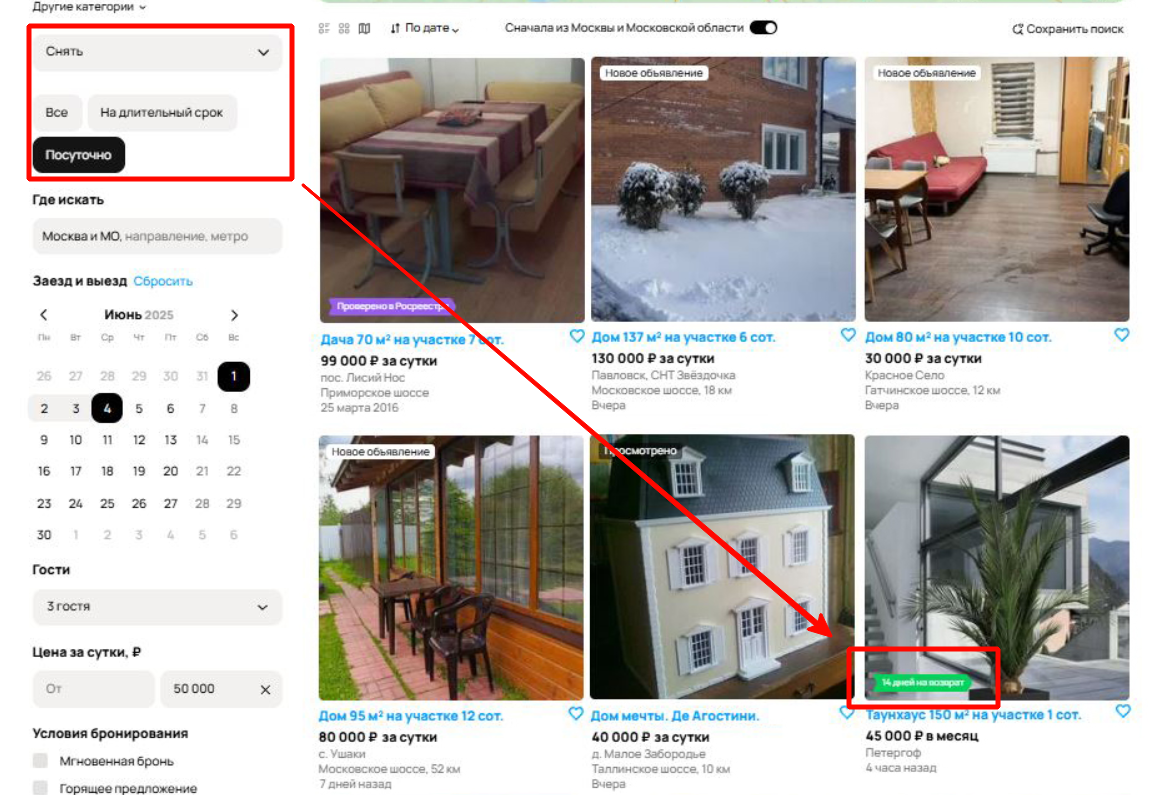 Другие категории
Снять
Все
На длительный срок
Посуточно
Где искать
Москва и МО, направление, метро
Заезд и выезд Сбросить
Июнь 2025
Пн Вт Ср Чт Пт Сб Вс
26 27 28 29 30 31 1
2 3 4 5 6 7 8
9 10 11 12 13 14 15
16 17 18 19 20 21 22
23 24 25 26 27 28 29
30 1 2 3 4 5 6
Гости
3 гостя
Цена за сутки, ₽
От
50 000
Условия бронирования
Мгновенная бронь
Горящее предложение
По дате
Сначала из Москвы и Московской области
Сохранить поиск
Проверено в Росреестре
Дача 70 м² на участке 7 сот.
99 000 ₽ за сутки
пос. Лисий Нос
Приморское шоссе
25 марта 2016
Новое объявление
Дом 137 м² на участке 6 сот.
130 000 ₽ за сутки
Павловск, СНТ Звёздочка
Московское шоссе, 18 км
Вчера
Новое объявление
Дом 80 м² на участке 10 сот.
30 000 ₽ за сутки
Красное Село
Гатчинское шоссе, 12 км
Вчера
Новое объявление
Дом 95 м² на участке 12 сот.
80 000 ₽ за сутки
с. Ушаки
Московское шоссе, 52 км
7 дней назад
Просмотрено
Дом мечты. Де Агостини.
40 000 ₽ за сутки
д. Малое Забородье
Таллинское шоссе, 10 км
Вчера
14 дней на возврат
Таунхаус 150 м² на участке 1 сот.
45 000 ₽ в месяц
Петергоф
4 часа назад